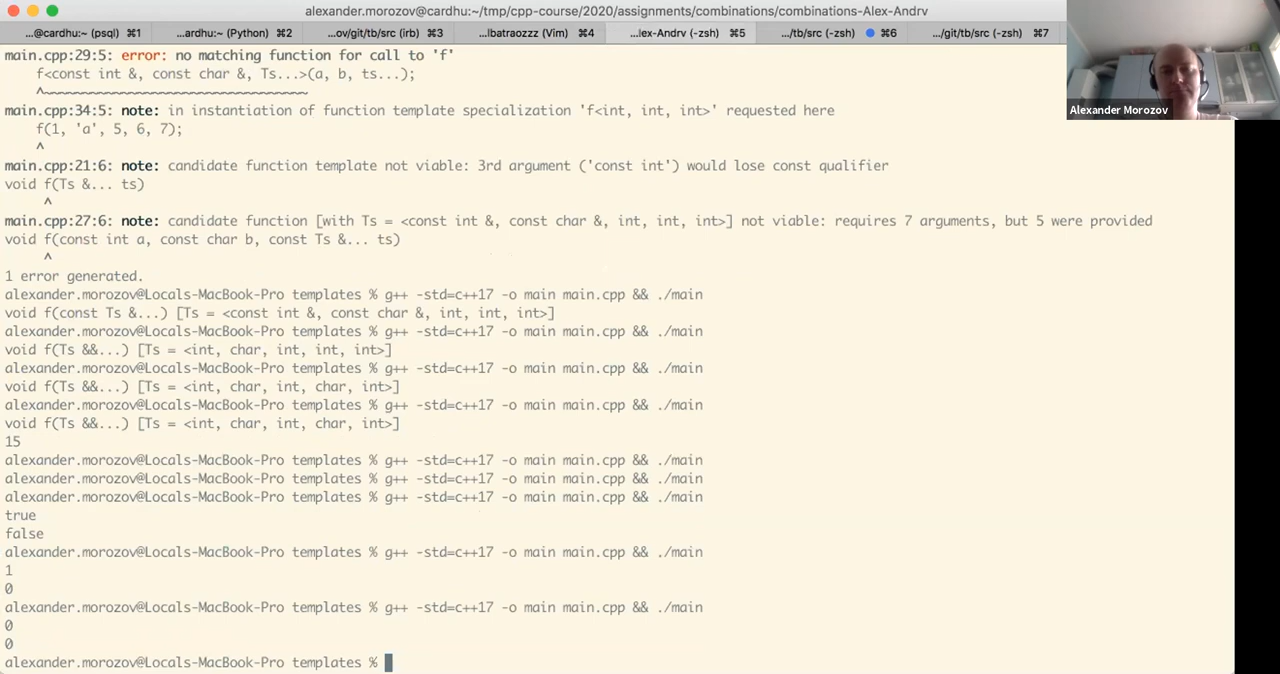 alexander.morozov@cardhu:~/tmp/cpp-course/2020/assignments/combinations/combinations-Alex-Andrv
...@cardhu:~ (psql) ⌘1 ...ardhu:~ (Python) ⌘2 ...ov/git/tb/src (irb) ⌘3 ...lbatraozzz (Vim) ⌘4 ...lex-Andrv (-zsh) ⌘5 .../tb/src (-zsh) ⌘6 .../git/tb/src (-zsh) ⌘7
main.cpp:29:5: error: no matching function for call to 'f'
f<const int &, const char &, Ts...>(a, b, ts...);
^~~~~~~~~~~~~~~~~~~~~~~~~~~~~~~~~~~
main.cpp:34:5: note: in instantiation of function template specialization 'f<int, int, int>' requested here
f(1, 'a', 5, 6, 7);
^
main.cpp:21:6: note: candidate function template not viable: 3rd argument ('const int') would lose const qualifier
void f(Ts &... ts)
^
main.cpp:27:6: note: candidate function [with Ts = <const int &, const char &, int, int, int>] not viable: requires 7 arguments, but 5 were provided
void f(const int a, const char b, const Ts &... ts)
^
1 error generated.
alexander.morozov@Locals-MacBook-Pro templates % g++ -std=c++17 -o main main.cpp && ./main
void f(const Ts &...) [Ts = <const int &, const char &, int, int, int>]
alexander.morozov@Locals-MacBook-Pro templates % g++ -std=c++17 -o main main.cpp && ./main
void f(Ts &&...) [Ts = <int, char, int, int, int>]
alexander.morozov@Locals-MacBook-Pro templates % g++ -std=c++17 -o main main.cpp && ./main
void f(Ts &&...) [Ts = <int, char, int, char, int>]
alexander.morozov@Locals-MacBook-Pro templates % g++ -std=c++17 -o main main.cpp && ./main
void f(Ts &&...) [Ts = <int, char, int, char, int>]
15
alexander.morozov@Locals-MacBook-Pro templates % g++ -std=c++17 -o main main.cpp && ./main
alexander.morozov@Locals-MacBook-Pro templates % g++ -std=c++17 -o main main.cpp && ./main
alexander.morozov@Locals-MacBook-Pro templates % g++ -std=c++17 -o main main.cpp && ./main
true
false
alexander.morozov@Locals-MacBook-Pro templates % g++ -std=c++17 -o main main.cpp && ./main
1
0
alexander.morozov@Locals-MacBook-Pro templates % g++ -std=c++17 -o main main.cpp && ./main
0
0
alexander.morozov@Locals-MacBook-Pro templates %
Alexander Morozov